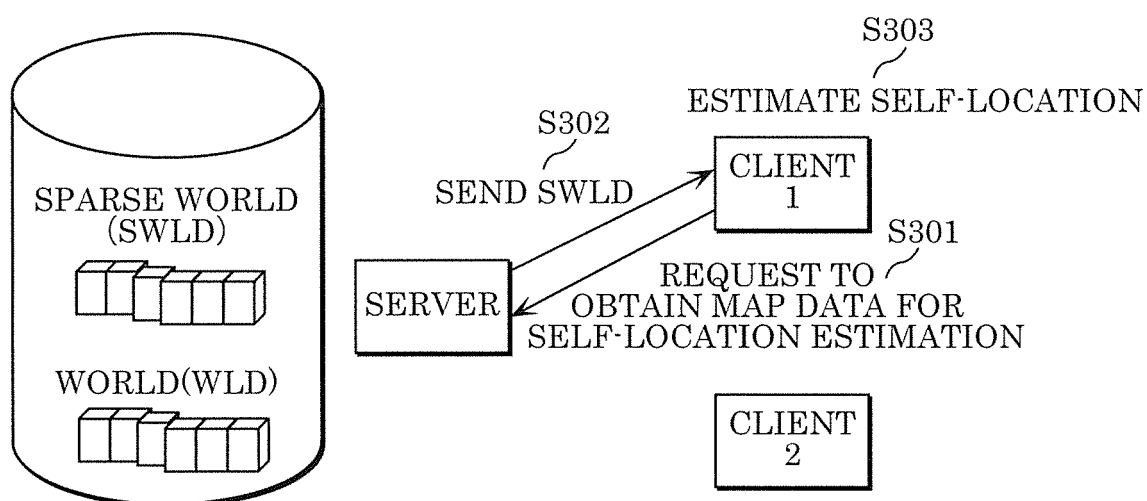 S303
ESTIMATE SELF-LOCATION
S302
SEND SWLD
CLIENT
1
SPARSE WORLD
(SWLD)
S301
REQUEST TO
OBTAIN MAP DATA FOR
SELF-LOCATION ESTIMATION
SERVER
WORLD(WLD)
CLIENT
2